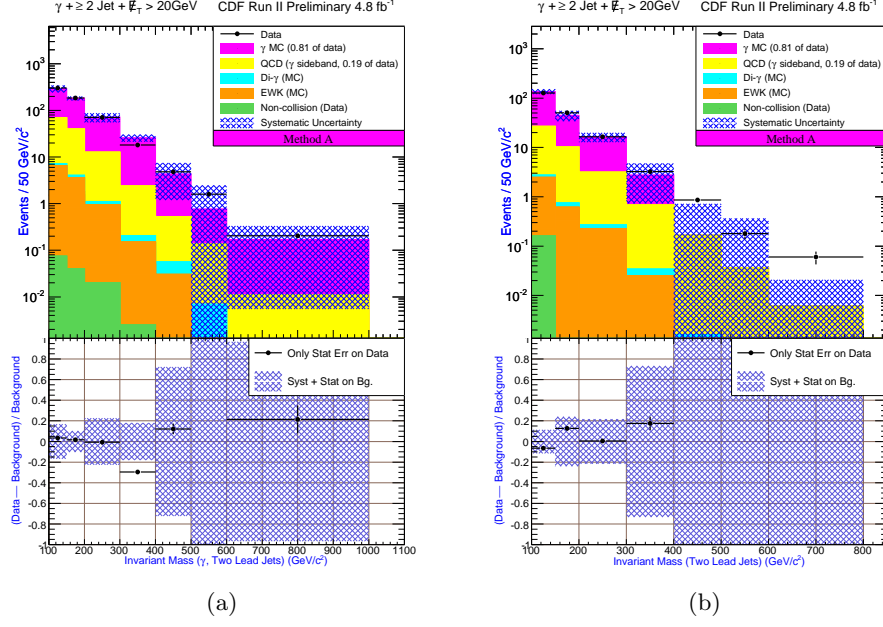 γ + ≥ 2 Jet + E̸_T > 20GeV CDF Run II Preliminary 4.8 fb⁻¹
Data
γ MC (0.81 of data)
QCD (γ sideband, 0.19 of data)
Di-γ (MC)
EWK (MC)
Non-collision (Data)
Systematic Uncertainty
Method A
Events / 50 GeV/c²
10³
10²
10
1
10⁻¹
10⁻²
Only Stat Err on Data
Syst + Stat on Bg.
(Data — Background) / Background
1
0.8
0.6
0.4
0.2
0
-0.2
-0.4
-0.6
-0.8
-1
100 200 300 400 500 600 700 800 900 1000 1100
Invariant Mass (γ, Two Lead Jets) (GeV/c²)
(a)
γ + ≥ 2 Jet + E̸_T > 20GeV CDF Run II Preliminary 4.8 fb⁻¹
Data
γ MC (0.81 of data)
QCD (γ sideband, 0.19 of data)
Di-γ (MC)
EWK (MC)
Non-collision (Data)
Systematic Uncertainty
Method A
Events / 50 GeV/c²
10³
10²
10
1
10⁻¹
10⁻²
Only Stat Err on Data
Syst + Stat on Bg.
(Data — Background) / Background
1
0.8
0.6
0.4
0.2
0
-0.2
-0.4
-0.6
-0.8
-1
100 200 300 400 500 600 700 800
Invariant Mass (Two Lead Jets) (GeV/c²)
(b)